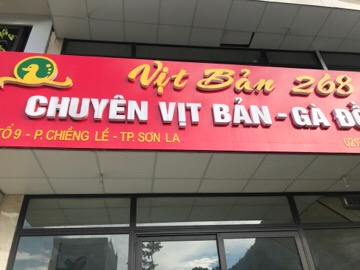 Vịt Bản 268
CHUYÊN VỊT BẢN - GÀ ĐỒ
TỔ 9 - P. CHIỀNG LỀ - TP. SƠN LA